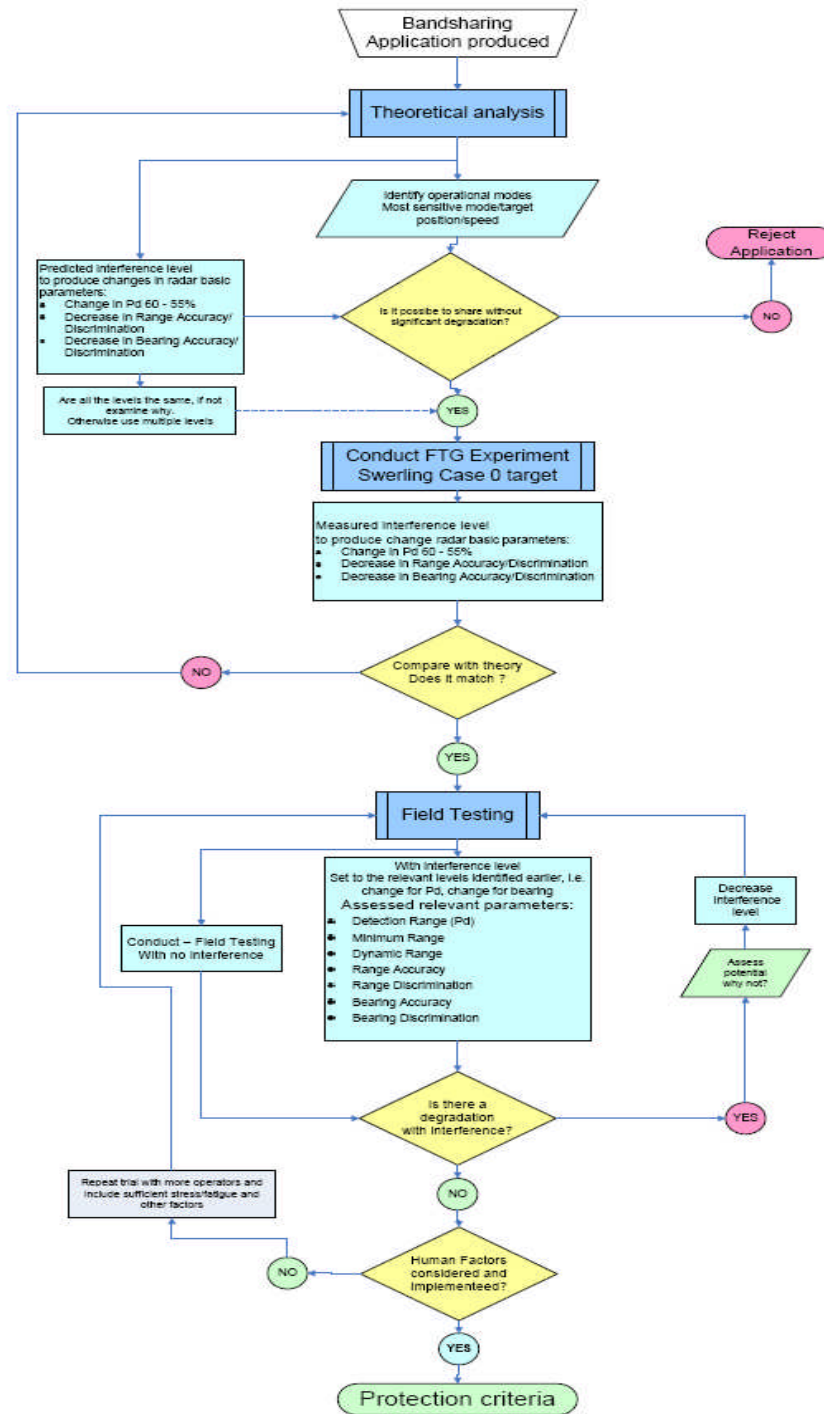 Bandsharing
Application produced
Theoretical analysis
Identify operational modes
Most sensitive mode/target
position/speed
Reject
Application
Predicted interference level
to produce changes in radar basic
parameters:
Change in Pd 60 - 55%
Decrease in Range Accuracy/
Discrimination
Decrease in Bearing Accuracy/
Discrimination
Is it possibe to share without
significant degradation?
NO
Are all the levels the same, if not
examine why.
Otherwise use multiple levels
YES
Conduct FTG Experiment
Swerling Case 0 target
Measured interference level
to produce change radar basic parameters:
Change in Pd 60 - 55%
Decrease in Range Accuracy/Discrimination
Decrease in Bearing Accuracy/Discrimination
Compare with theory
Does it match ?
NO
YES
Field Testing
With interference level
Set to the relevant levels identified earlier, i.e.
change for Pd, change for bearing
Assessed relevant parameters:
Detection Range (Pd)
Minimum Range
Dynamic Range
Range Accuracy
Range Discrimination
Bearing Accuracy
Bearing Discrimination
Conduct – Field Testing
With no interference
Decrease
interference
level
Assess
potential
why not?
Is there a
degradation
with interference?
YES
NO
Repeat trial with more operators and
include sufficient stress/fatigue and
other factors
Human Factors
considered and
implementeed?
NO
YES
Protection criteria